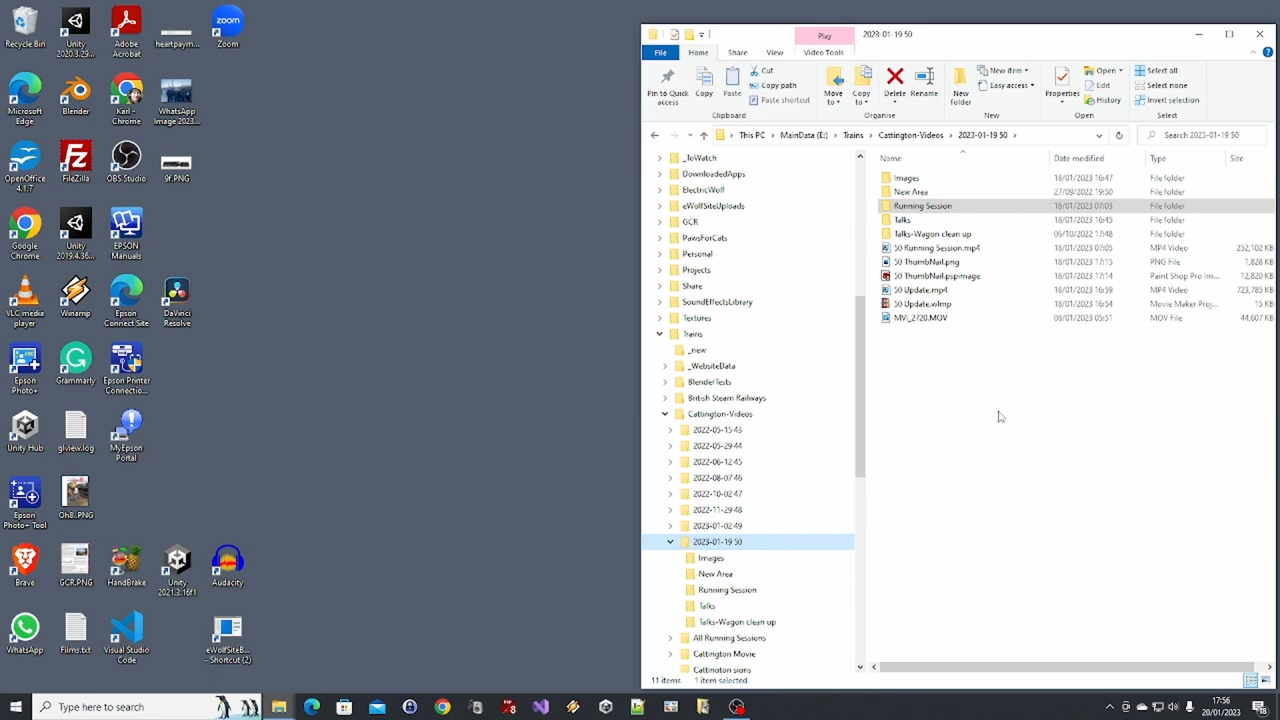 Recycle Bin
Unity
2020.3.25...
Adobe
Acrobat
heartpaym...
Zoom
zoom
Microsoft
Edge
Blender
Karl -
Chrome
WhatsApp
Image 2023...
OpenOffice
4.1.7
FileZilla
OBS Studio
9f.PNG
Google
Chrome
Unity
2019.4.36...
EPSON
Manuals
VLC media
player
Winamp
Epson
Connect Site
DaVinci
Resolve
Epson
Photo+
Grammarly
Epson Printer
Connectio...
Unity Hub
glview.log
MyEpson
Portal
Epson
Photo+ Tool
Oh8..PNG
Brave
GCR.PNG
HandBrake
Unity
2021.3.16f1
Audacity
WhatsApp
Films.txt
Visual Studio
Code
eWolfSiteB...
- Shortcut (2)
Play
2023-01-19 50
File
Home
Share
View
Video Tools
Pin to Quick
access
Copy
Paste
Cut
Copy path
Paste shortcut
Clipboard
Move
to
Copy
to
Delete
Rename
Organise
New
folder
New item
Easy access
New
Properties
Open
Edit
History
Open
Select all
Select none
Invert selection
Select
This PC
MainData (E:)
Trains
Cattington-Videos
2023-01-19 50
Search 2023-01-19 50
_ToWatch
DownloadedApps
ElectricWolf
eWolfSiteUploads
GCR
PawsForCats
Personal
Projects
Share
SoundEffectsLibrary
Textures
Trains
_new
_WebsiteData
BlenderTests
British Steam Railways
Cattington-Videos
2022-05-15 43
2022-05-29 44
2022-06-12 45
2022-08-07 46
2022-10-02 47
2022-11-29 48
2023-01-02 49
2023-01-19 50
Images
New Area
Running Session
Talks
Talks-Wagon clean up
All Running Sessions
Cattington Movie
Cattington signs
Name Date modified Type Size
Images 18/01/2023 16:47 File folder
New Area 27/09/2022 19:50 File folder
Running Session 18/01/2023 07:03 File folder
Talks 18/01/2023 16:45 File folder
Talks-Wagon clean up 06/10/2022 17:48 File folder
50 Running Session.mp4 18/01/2023 07:05 MP4 Video 252,102 KB
50 ThumbNail.png 18/01/2023 17:15 PNG File 1,828 KB
50 ThumbNail.pspimage 18/01/2023 17:14 Paint Shop Pro Im... 12,820 KB
50 Update.mp4 18/01/2023 16:59 MP4 Video 723,785 KB
50 Update.wlmp 18/01/2023 16:54 Movie Maker Proj... 15 KB
MVI_2720.MOV 08/01/2023 05:51 MOV File 44,607 KB
11 items
1 item selected
Type here to search
17:56
20/01/2023
18